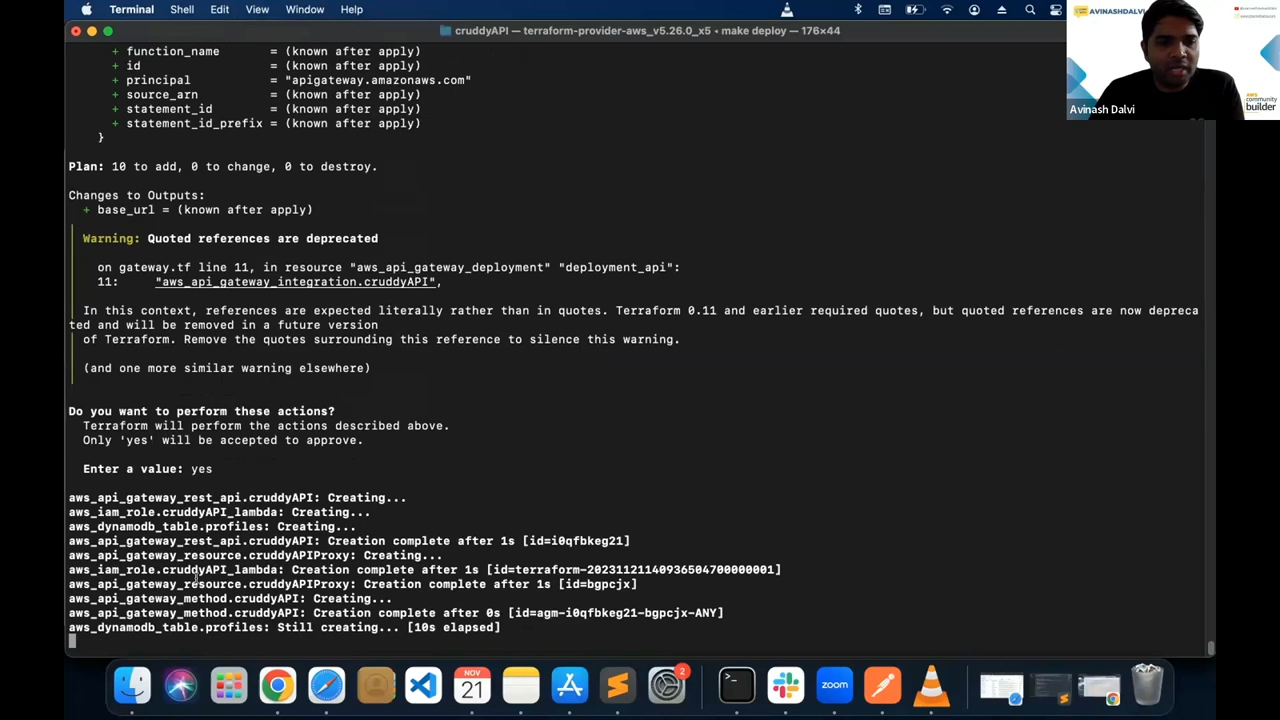 Terminal Shell Edit View Window Help
AVINASHDALVI
cruddyAPI — terraform-provider-aws_v5.26.0_x5 • make deploy — 176×44
+ function_name = (known after apply)
+ id = (known after apply)
+ principal = "apigateway.amazonaws.com"
+ source_arn = (known after apply)
+ statement_id = (known after apply)
+ statement_id_prefix = (known after apply)
}
aws
community
builder
Avinash Dalvi
Plan: 10 to add, 0 to change, 0 to destroy.
Changes to Outputs:
+ base_url = (known after apply)
Warning: Quoted references are deprecated
on gateway.tf line 11, in resource "aws_api_gateway_deployment" "deployment_api":
11: "aws_api_gateway_integration.cruddyAPI",
In this context, references are expected literally rather than in quotes. Terraform 0.11 and earlier required quotes, but quoted references are now depreca
ted and will be removed in a future version
of Terraform. Remove the quotes surrounding this reference to silence this warning.
(and one more similar warning elsewhere)
Do you want to perform these actions?
Terraform will perform the actions described above.
Only 'yes' will be accepted to approve.
Enter a value: yes
aws_api_gateway_rest_api.cruddyAPI: Creating...
aws_iam_role.cruddyAPI_lambda: Creating...
aws_dynamodb_table.profiles: Creating...
aws_api_gateway_rest_api.cruddyAPI: Creation complete after 1s [id=i0qfbkeg21]
aws_api_gateway_resource.cruddyAPIProxy: Creating...
aws_iam_role.cruddyAPI_lambda: Creation complete after 1s [id=terraform-20231121140936504700000001]
aws_api_gateway_resource.cruddyAPIProxy: Creation complete after 1s [id=bgpcjx]
aws_api_gateway_method.cruddyAPI: Creating...
aws_api_gateway_method.cruddyAPI: Creation complete after 0s [id=agm-i0qfbkeg21-bgpcjx-ANY]
aws_dynamodb_table.profiles: Still creating... [10s elapsed]
NOV
21
zoom
2